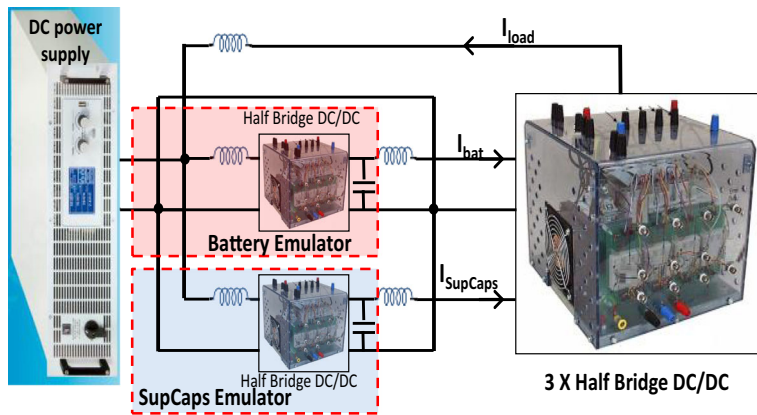 DC power
supply
I_load
Half Bridge DC/DC
I_bat
Battery Emulator
I_SupCaps
Half Bridge DC/DC
SupCaps Emulator
3 X Half Bridge DC/DC